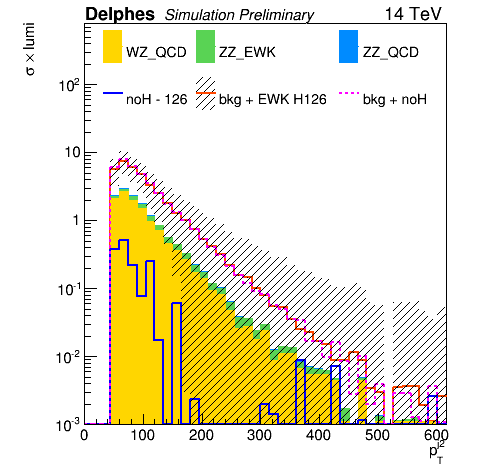 Delphes Simulation Preliminary 14 TeV
σ × lumi
WZ_QCD ZZ_EWK ZZ_QCD
noH - 126 bkg + EWK H126 bkg + noH
10²
10
1
10⁻¹
10⁻²
10⁻³
0 100 200 300 400 500 600
p_T^{j2}